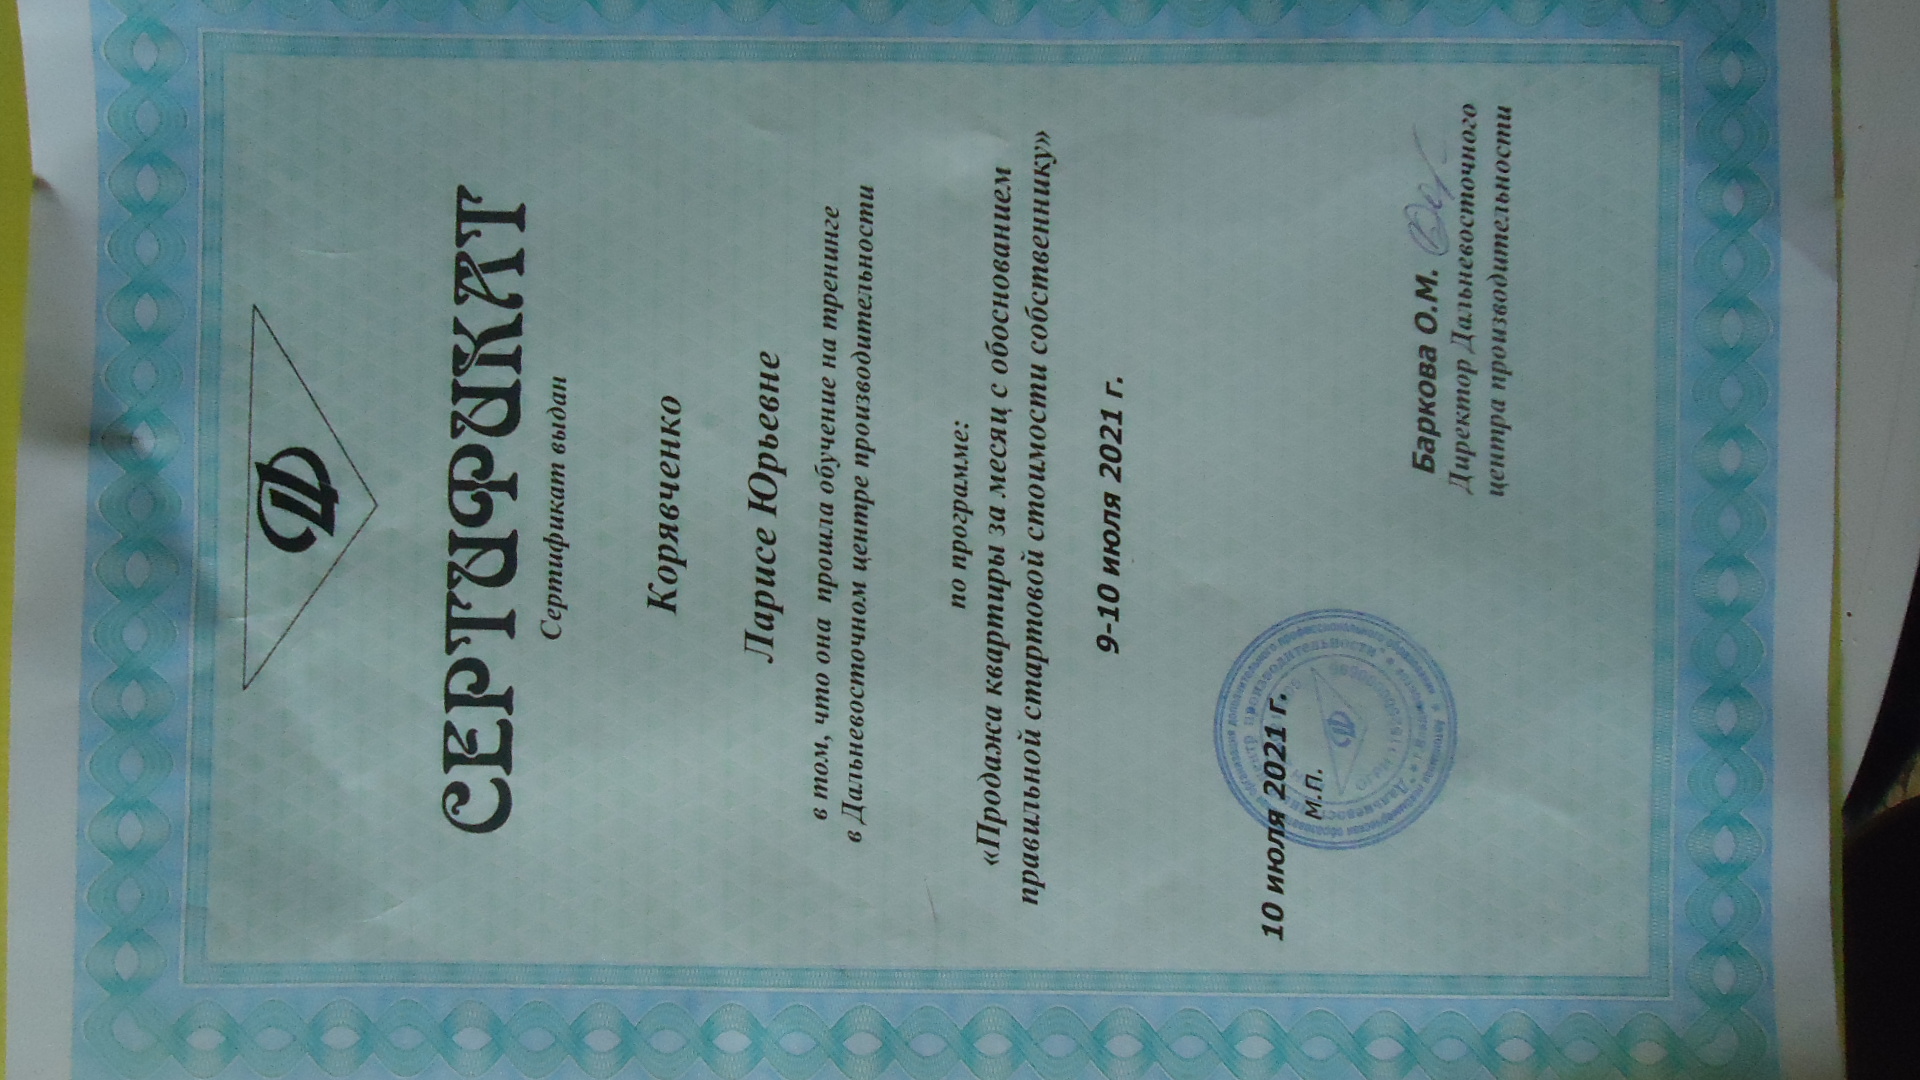 СЕРТИФИКАТ
Сертификат выдан
Корявченко
Ларисе Юрьевне
в том, что она прошла обучение на тренинге
в Дальневосточном центре производительности
по программе:
«Продажа квартиры за месяц с обоснованием
правильной стартовой стоимости собственнику»
9-10 июля 2021 г.
10 июля 2021 г.
м.п.
Баркова О.М.
Директор Дальневосточного
центра производительности